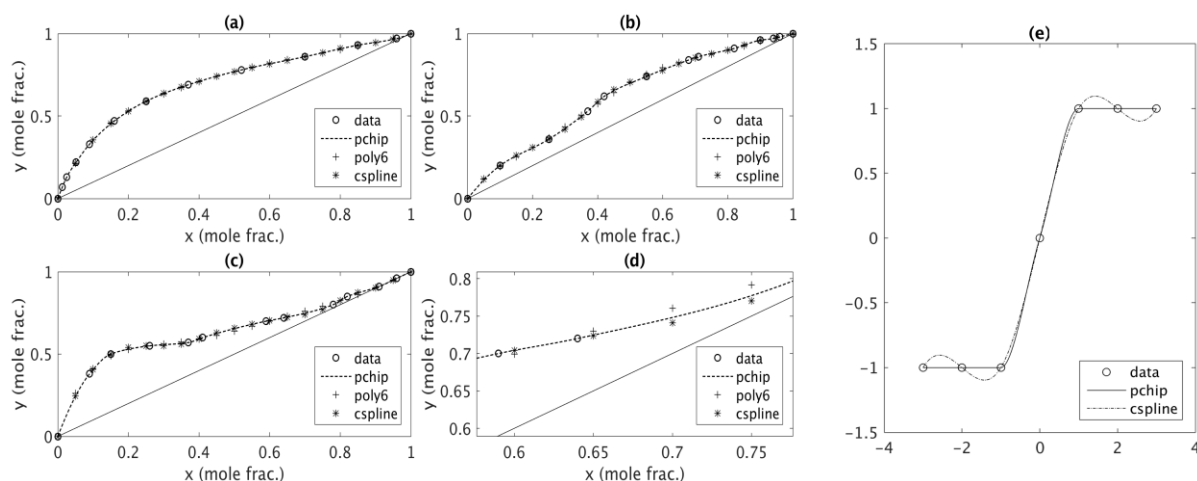 (a)
1
0.5
0
y (mole frac.)
0
0.2
0.4
0.6
0.8
1
x (mole frac.)
data
pchip
poly6
cspline
(b)
1
0.5
0
y (mole frac.)
0
0.2
0.4
0.6
0.8
1
x (mole frac.)
data
pchip
poly6
cspline
(c)
1
0.5
0
y (mole frac.)
0
0.2
0.4
0.6
0.8
1
x (mole frac.)
data
pchip
poly6
cspline
(d)
0.8
0.75
0.7
0.65
0.6
y (mole frac.)
0.6
0.65
0.7
0.75
x (mole frac.)
data
pchip
poly6
cspline
(e)
1.5
1
0.5
0
-0.5
-1
-1.5
-4
-2
0
2
4
data
pchip
cspline